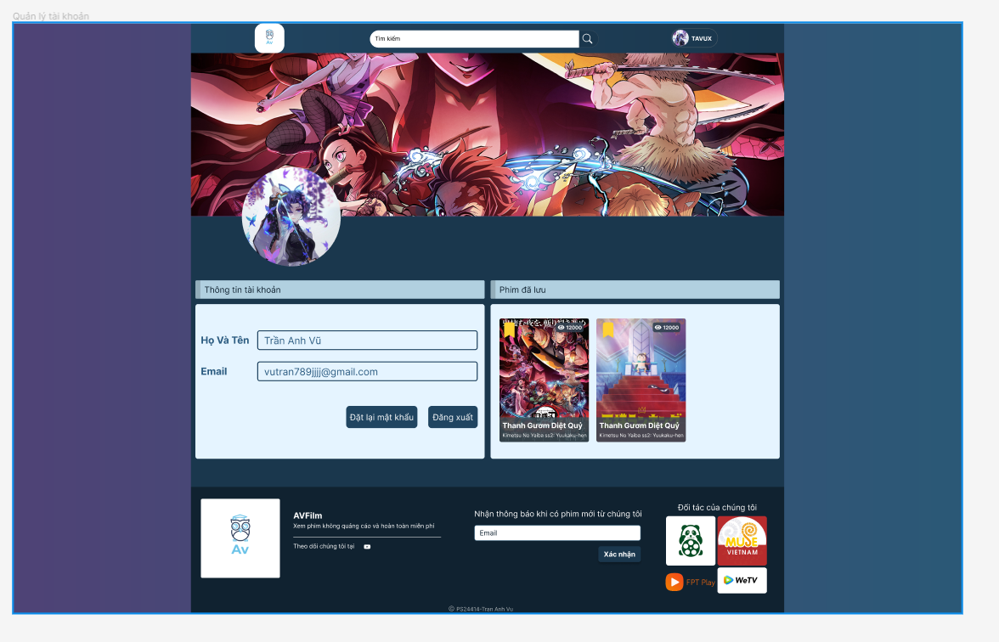 Quản lý tài khoản
Av
Tìm kiếm
TAVUX
Thông tin tài khoản
Phim đã lưu
Họ Và Tên
Trần Anh Vũ
Email
vutran789jjjj@gmail.com
Đặt lại mật khẩu
Đăng xuất
12000
12000
Thanh Gươm Diệt Quỷ
Kimetsu No Yaiba ss2: Yuukaku-hen
Thanh Gươm Diệt Quỷ
Kimetsu No Yaiba ss2: Yuukaku-hen
Av
AVFilm
Xem phim không quảng cáo và hoàn toàn miễn phí
Theo dõi chúng tôi tại
Nhận thông báo khi có phim mới từ chúng tôi
Email
Xác nhận
Đối tác của chúng tôi
MUSE
VIETNAM
FPT Play
WeTV
© PS24414-Tran Anh Vu